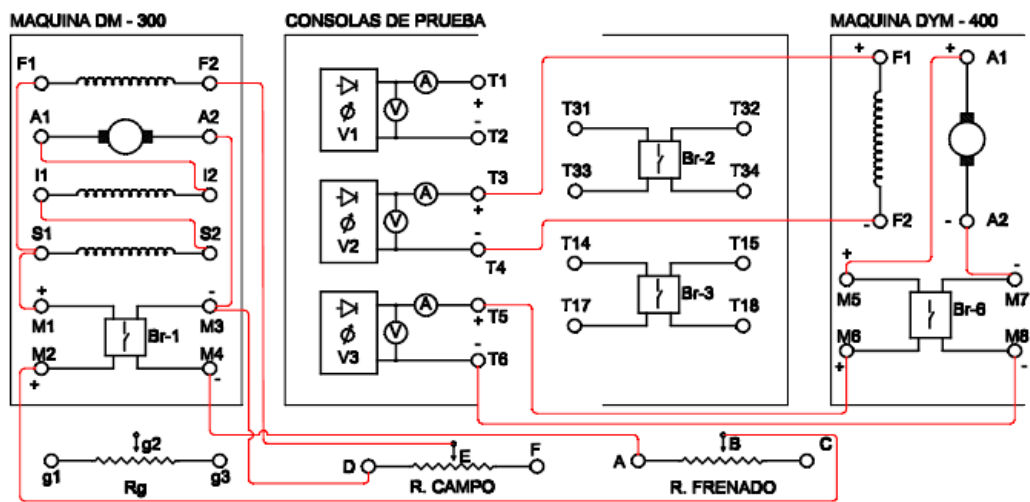 MAQUINA DM - 300
CONSOLAS DE PRUEBA
MAQUINA DYM - 400
F1 F2
A1 A2
I1 I2
S1 S2
+ -
M1 Br-1 M3
M2 M4
+ -
V1 A V T1
+
-
T2
V2 A V T3
+
-
T4
V3 A V T5
+
-
T6
T31 T32
Br-2
T33 T34
T14 T15
Br-3
T17 T18
+ F1 + A1
- F2 - A2
+ -
M5 Br-6 M7
M6 M8
+ -
g1 g2 g3
Rg
D E F
R. CAMPO
A B C
R. FRENADO